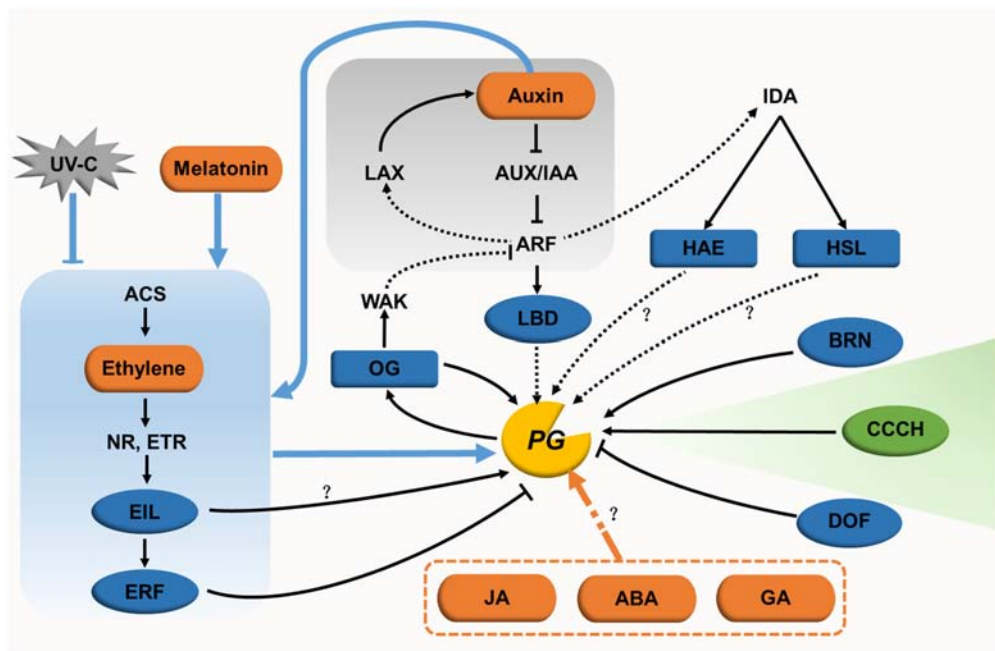 Auxin
IDA
UV-C
Melatonin
LAX
AUX/IAA
ARF
HAE
HSL
ACS
WAK
LBD
BRN
Ethylene
OG
CCCH
NR, ETR
PG
EIL
?
?
?
DOF
?
ERF
JA
ABA
GA